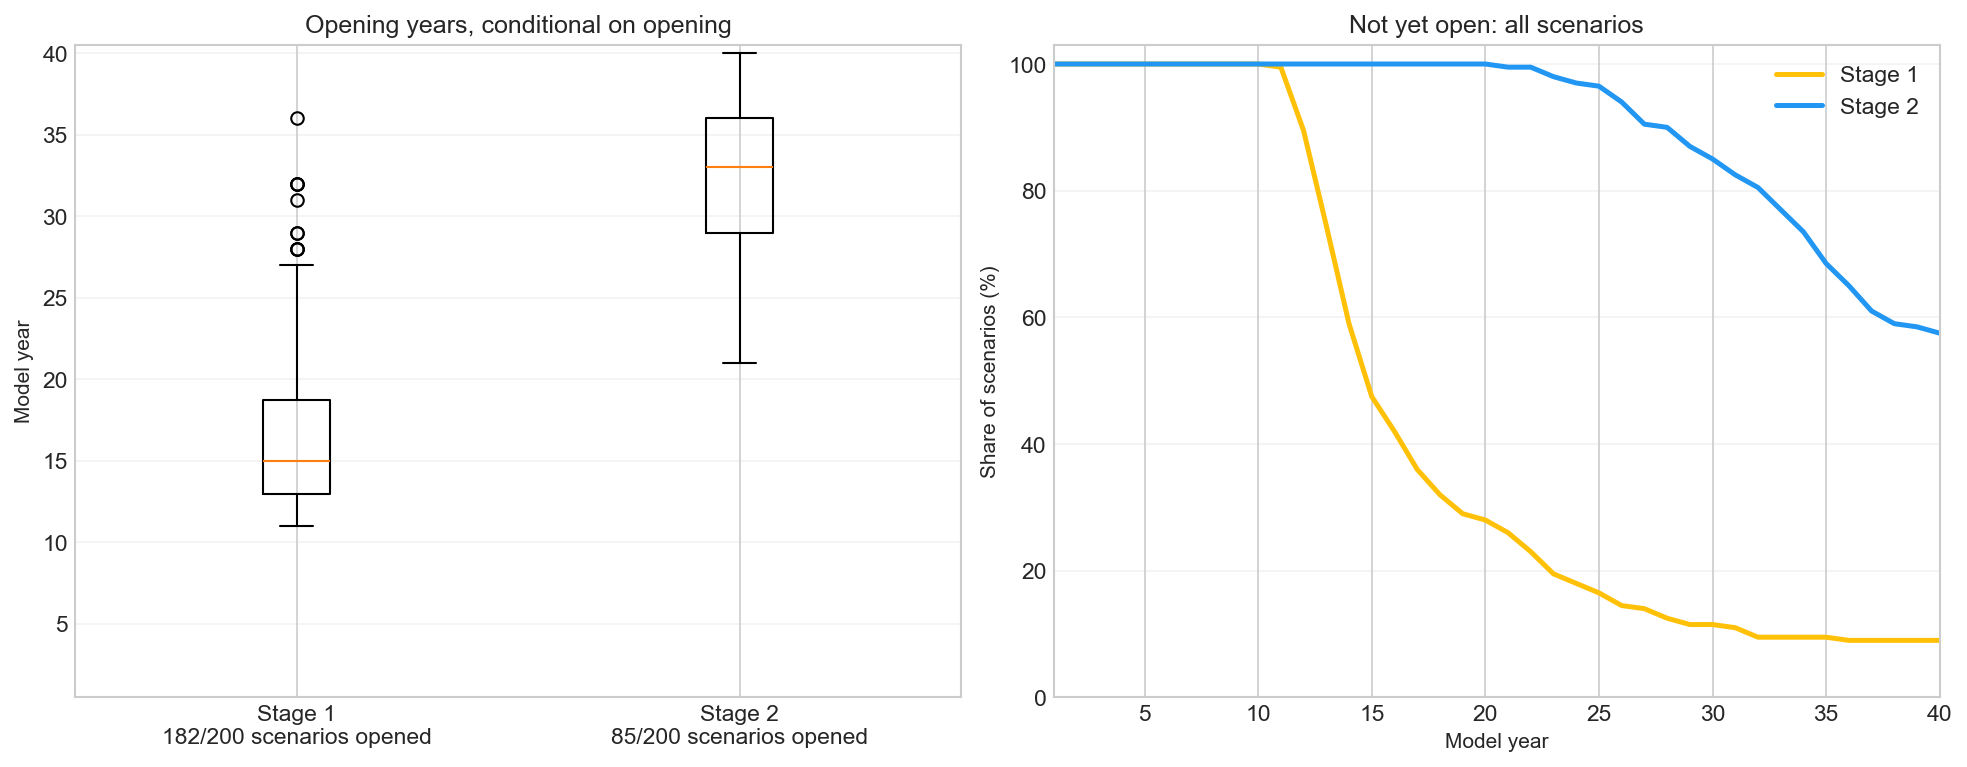 Opening years, conditional on opening
Model year
40
35
30
25
20
15
10
5
Stage 1
182/200 scenarios opened
Stage 2
85/200 scenarios opened
Not yet open: all scenarios
Share of scenarios (%)
100
80
60
40
20
0
Stage 1
Stage 2
5 10 15 20 25 30 35 40
Model year